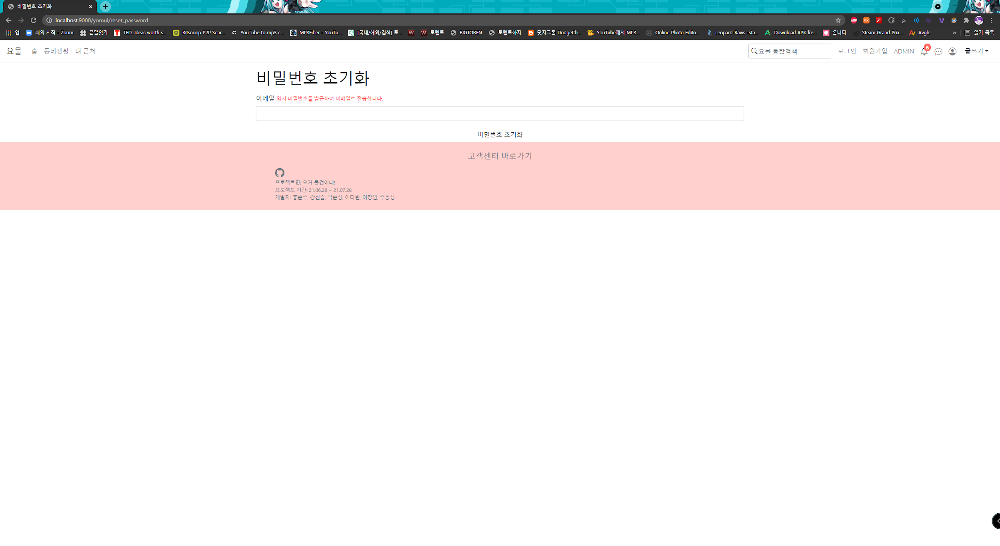 비밀번호 초기화
localhost:9000/yomul/reset_password
ABP
앱 회의 시작 - Zoom 끝말잇기 TED: Ideas worth s... Bitsnoop P2P Sear... YouTube to mp3 c... MP3Fiber - YouTu... [국내/해외/검색] 토... 토렌트 BIGTOREN 토렌트하자 닷지크롬 DodgeCh... YouTube에서 MP3... Online Photo Edito... Leopard-Raws -sta... Download APK fre... 온나다 Steam Grand Prix... Avgle » 읽기 목록
요물 홈 동네생활 내 근처 요물 통합검색 로그인 회원가입 ADMIN 6 글쓰기
비밀번호 초기화
이메일 임시 비밀번호를 발급하여 이메일로 전송합니다.
비밀번호 초기화
고객센터 바로가기
프로젝트명: 요거 물건이네!
프로젝트 기간: 21.06.28 ~ 21.07.28
개발자: 홍준수, 강진슬, 박준성, 이다빈, 이창민, 주동성